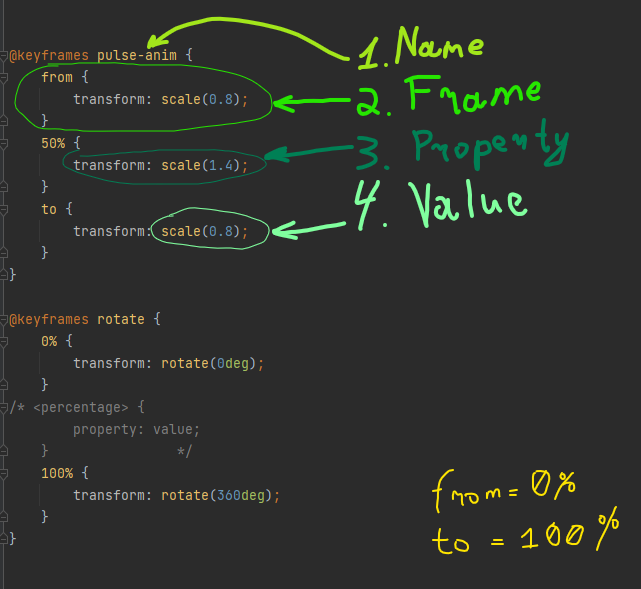 @keyframes pulse-anim {
1. Name
from {
transform: scale(0.8);
2. Frame
}
50% {
3. Property
transform: scale(1.4);
}
4. Value
to {
transform: scale(0.8);
}
}
@keyframes rotate {
0% {
transform: rotate(0deg);
}
/* <percentage> {
property: value;
} */
100% {
transform: rotate(360deg);
}
}
from = 0%
to = 100%